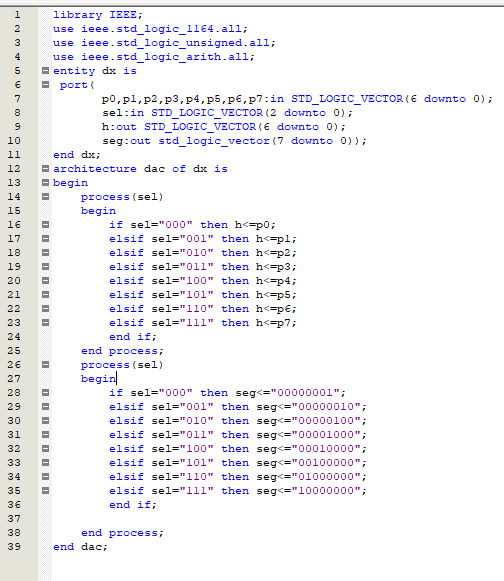 1 library IEEE;
2 use ieee.std_logic_1164.all;
3 use ieee.std_logic_unsigned.all;
4 use ieee.std_logic_arith.all;
5 entity dx is
6 port(
7 p0,p1,p2,p3,p4,p5,p6,p7:in STD_LOGIC_VECTOR(6 downto 0);
8 sel:in STD_LOGIC_VECTOR(2 downto 0);
9 h:out STD_LOGIC_VECTOR(6 downto 0);
10 seg:out std_logic_vector(7 downto 0));
11 end dx;
12 architecture dac of dx is
13 begin
14 process(sel)
15 begin
16 if sel="000" then h<=p0;
17 elsif sel="001" then h<=p1;
18 elsif sel="010" then h<=p2;
19 elsif sel="011" then h<=p3;
20 elsif sel="100" then h<=p4;
21 elsif sel="101" then h<=p5;
22 elsif sel="110" then h<=p6;
23 elsif sel="111" then h<=p7;
24 end if;
25 end process;
26 process(sel)
27 begin
28 if sel="000" then seg<="00000001";
29 elsif sel="001" then seg<="00000010";
30 elsif sel="010" then seg<="00000100";
31 elsif sel="011" then seg<="00001000";
32 elsif sel="100" then seg<="00010000";
33 elsif sel="101" then seg<="00100000";
34 elsif sel="110" then seg<="01000000";
35 elsif sel="111" then seg<="10000000";
36 end if;
37
38 end process;
39 end dac;